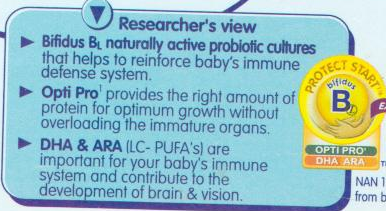 Researcher's view
Bifidus BL naturally active probiotic cultures
that helps to reinforce baby's immune
defense system.
Opti Pro¹ provides the right amount of
protein for optimum growth without
overloading the immature organs.
DHA & ARA (LC- PUFA's) are
important for your baby's immune
system and contribute to the
development of brain & vision.
PROTECT START™
bifidus
BL
OPTI PRO¹
DHA ARA
NAN 1
from b